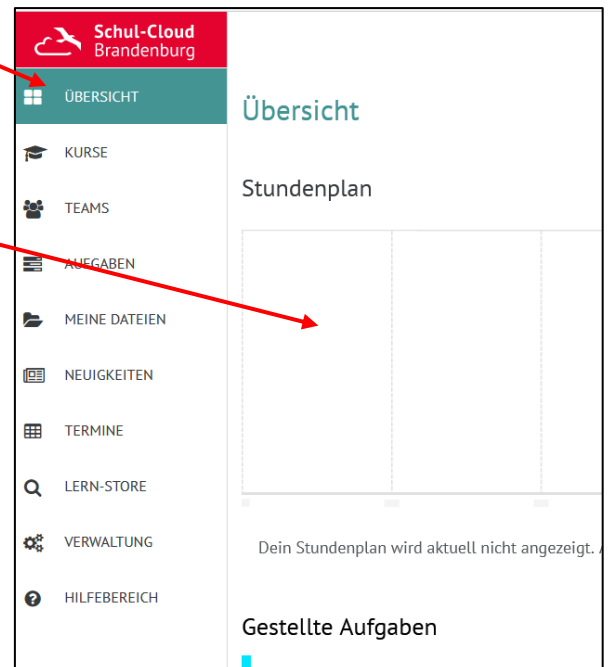 Schul-Cloud
Brandenburg
ÜBERSICHT
KURSE
TEAMS
AUFGABEN
MEINE DATEIEN
NEUIGKEITEN
TERMINE
LERN-STORE
VERWALTUNG
HILFEBEREICH
Übersicht
Stundenplan
Dein Stundenplan wird aktuell nicht angezeigt.
Gestellte Aufgaben